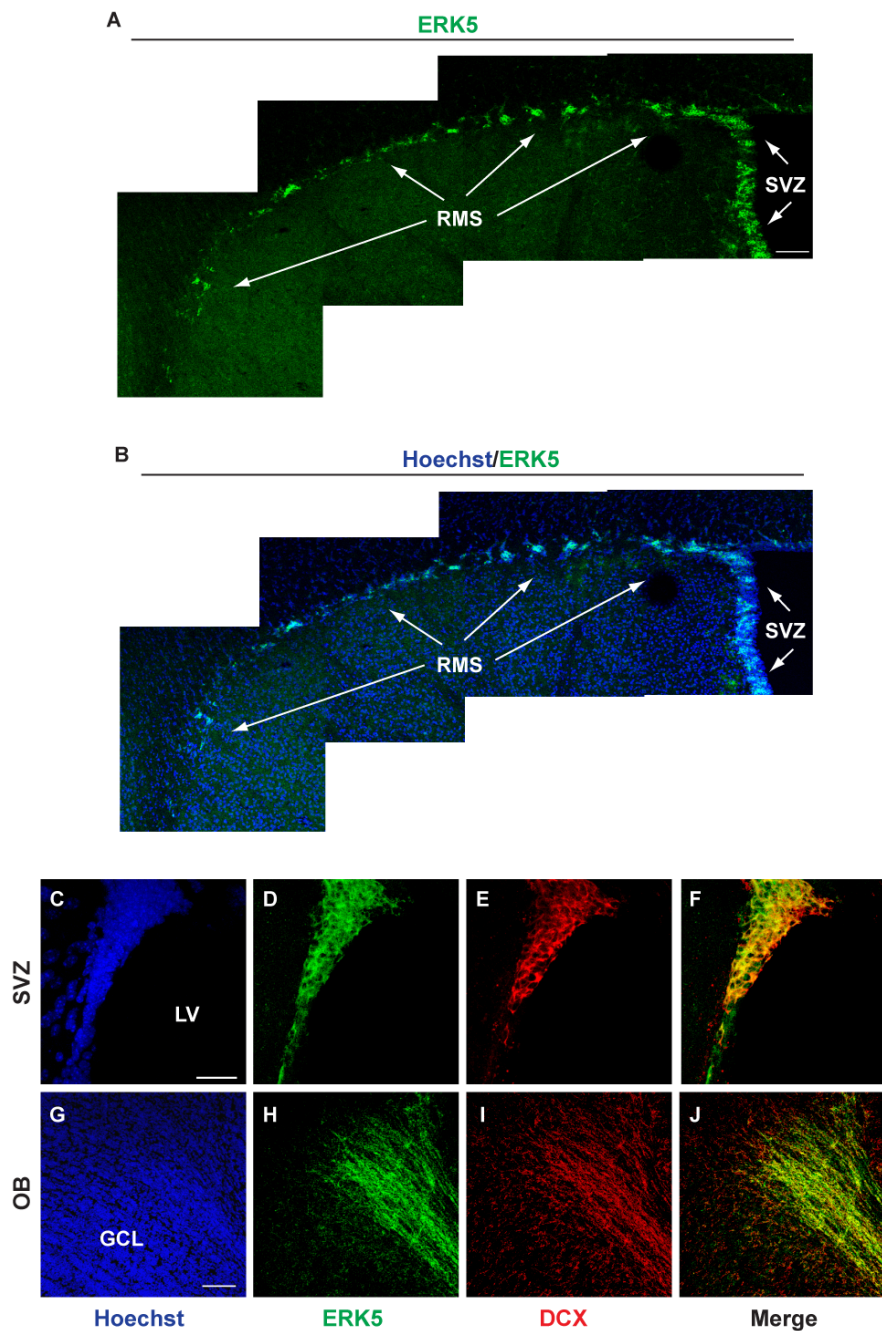 A
ERK5
RMS
SVZ
B
Hoechst/ERK5
RMS
SVZ
SVZ
C
LV
D
E
F
OB
G
GCL
H
I
J
Hoechst
ERK5
DCX
Merge